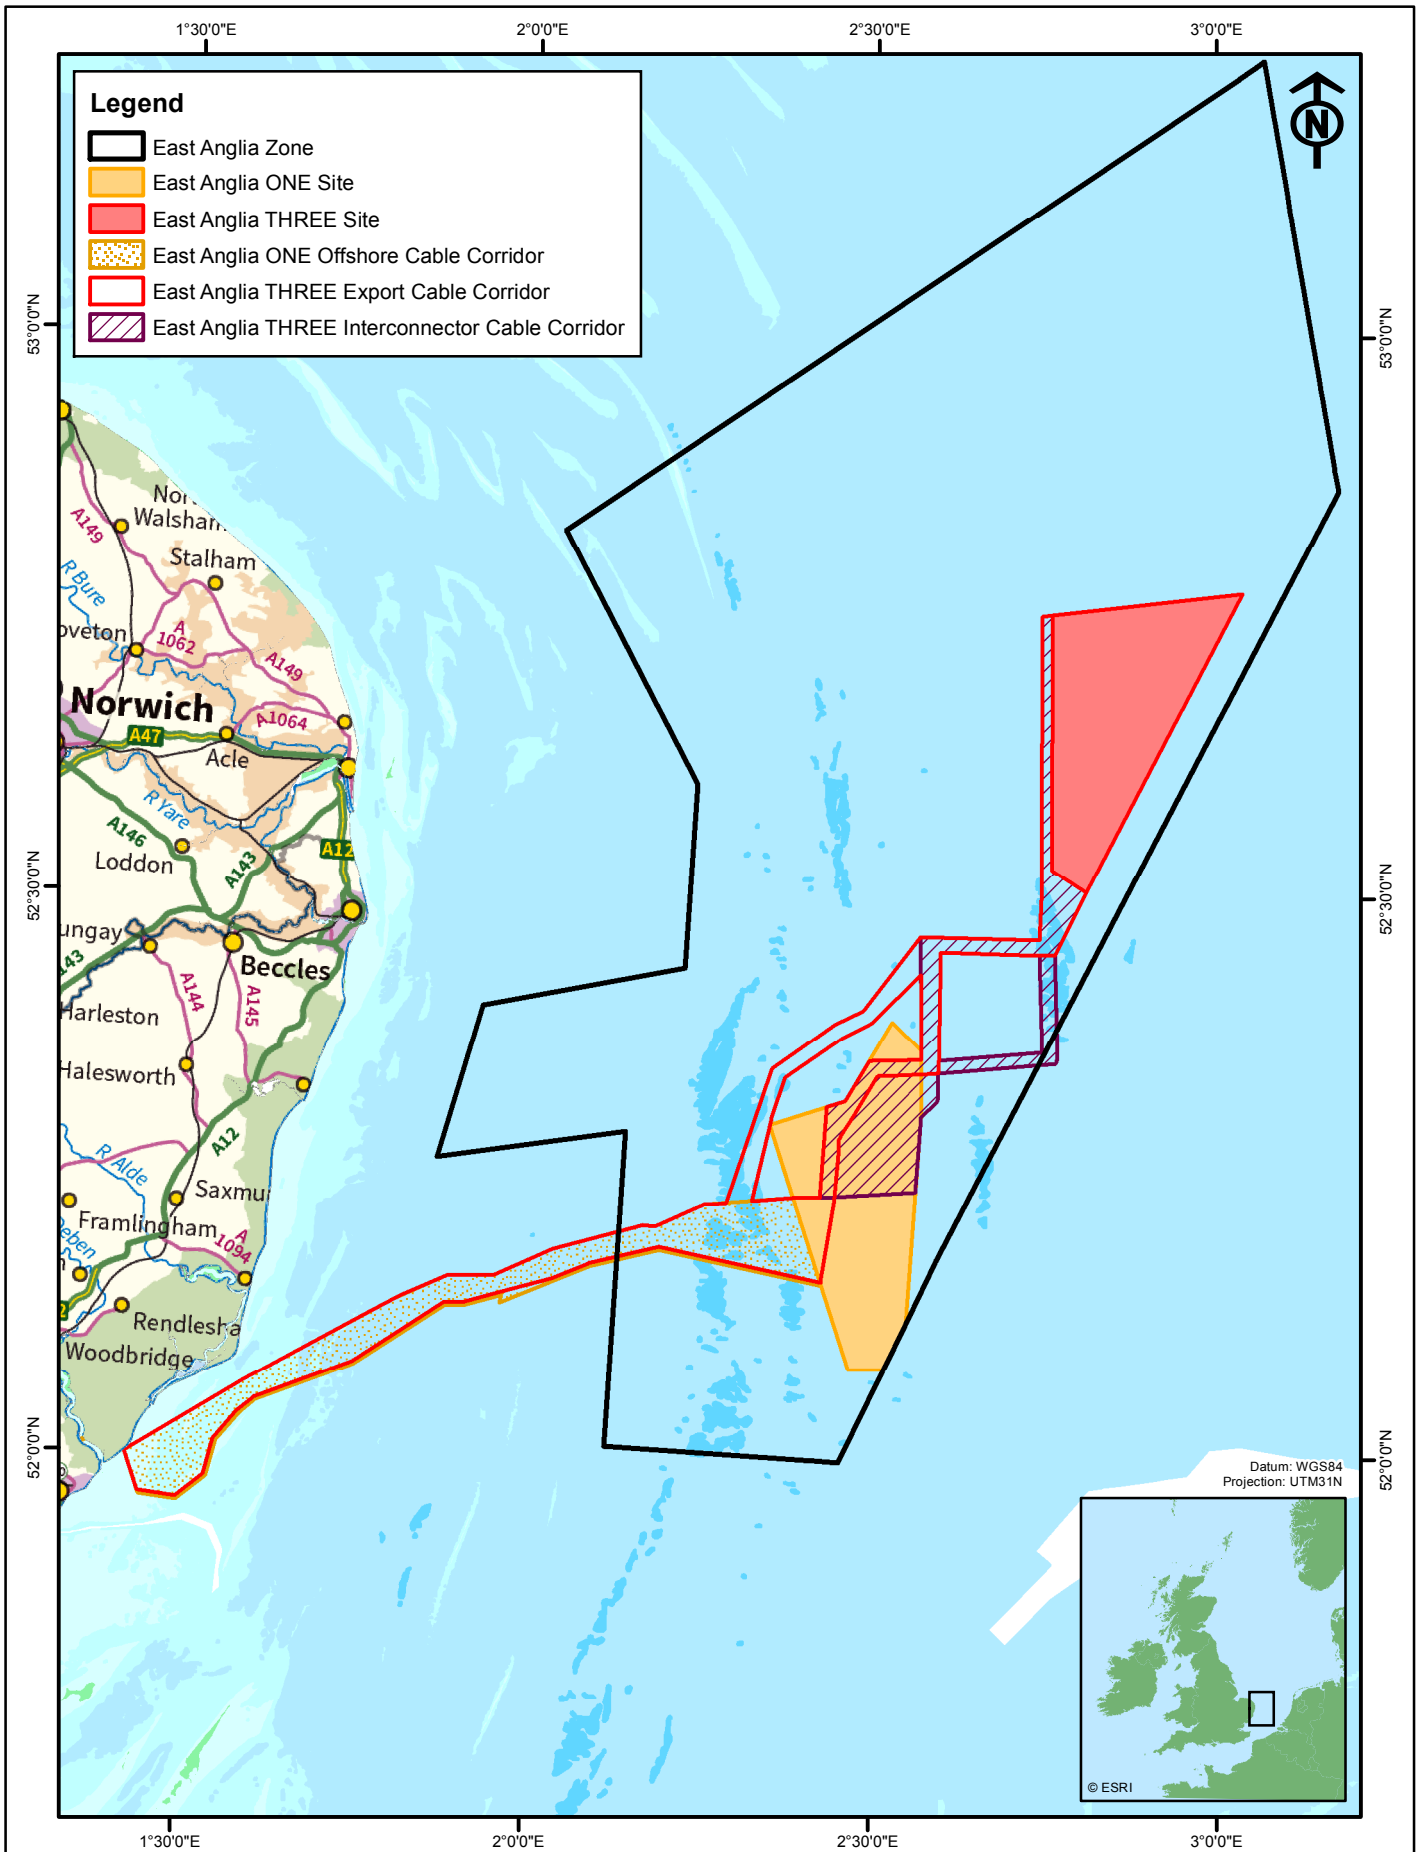 1°30'0"E
2°0'0"E
2°30'0"E
3°0'0"E
Legend
East Anglia Zone
East Anglia ONE Site
East Anglia THREE Site
East Anglia ONE Offshore Cable Corridor
East Anglia THREE Export Cable Corridor
East Anglia THREE Interconnector Cable Corridor
N
53°0'0"N
53°0'0"N
Walsham
A149
Stalham
R Bure
oveton
A
1062
A149
Norwich
A1064
A47
Acle
R Yare
A146
A143
A12
Loddon
52°30'0"N
52°30'0"N
ungay
143
Beccles
A144
A145
Harleston
Halesworth
A12
R Alde
Saxmu
Framlingham
A
1094
Deben
n
2
Rendlesha
Woodbridge
52°0'0"N
52°0'0"N
Datum: WGS84
Projection: UTM31N
© ESRI
1°30'0"E
2°0'0"E
2°30'0"E
3°0'0"E